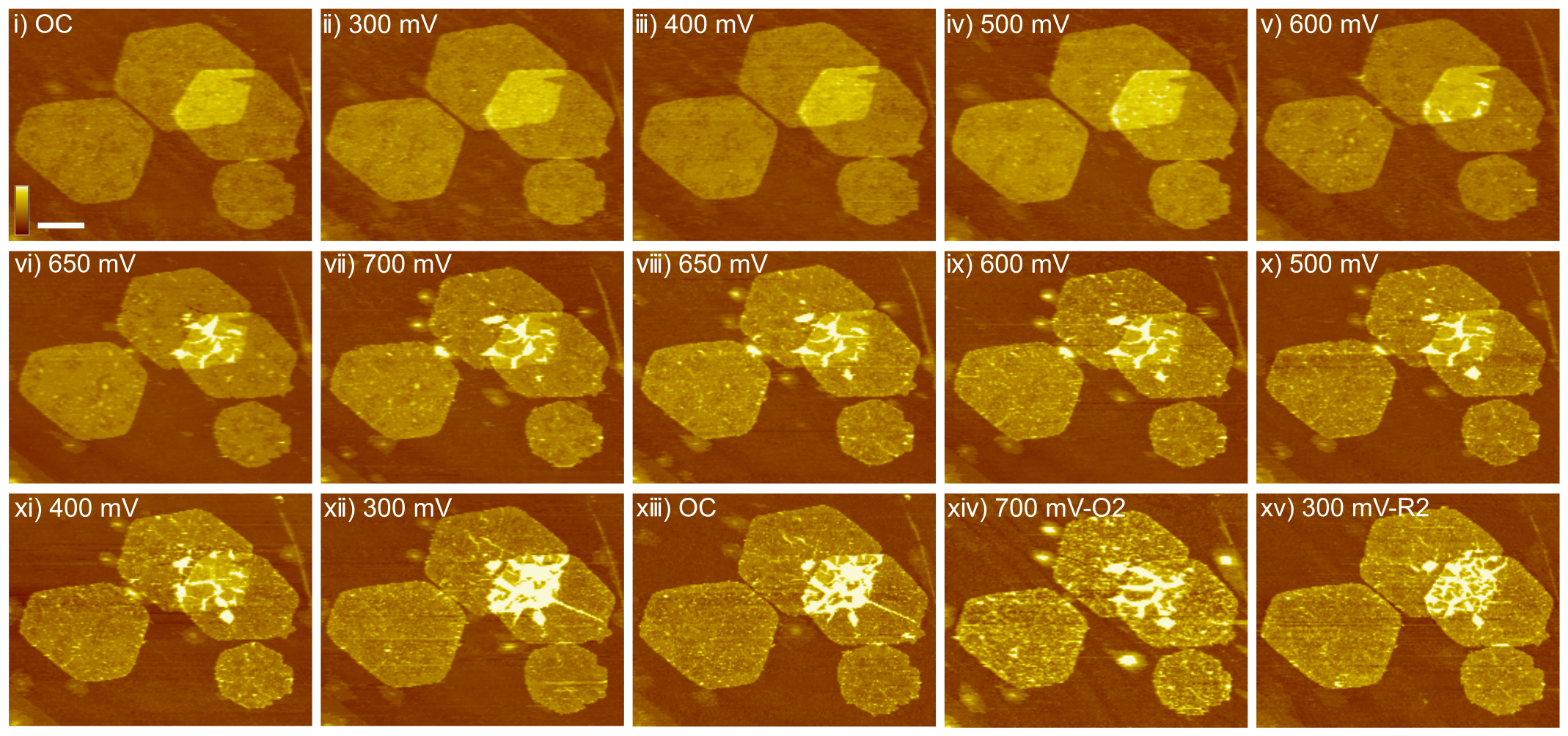 i) OC
ii) 300 mV
iii) 400 mV
iv) 500 mV
v) 600 mV
vi) 650 mV
vii) 700 mV
viii) 650 mV
ix) 600 mV
x) 500 mV
xi) 400 mV
xii) 300 mV
xiii) OC
xiv) 700 mV-O2
xv) 300 mV-R2